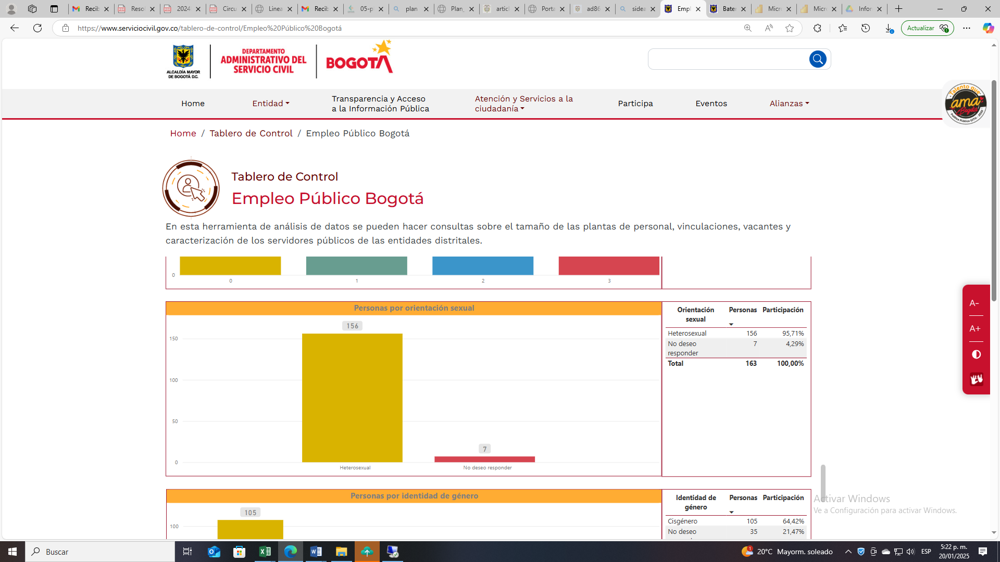 Recib
Resol
2024
Circu
Linea
Recib
05-p
plan
Plan_
articl
Porta
ad86
sidea
Empl
Bater
Micro
Micro
Infor
https://www.serviciocivil.gov.co/tablero-de-control/Empleo%20Público%20Bogotá
Actualizar
ALCALDÍA MAYOR
DE BOGOTÁ D.C.
DEPARTAMENTO
ADMINISTRATIVO DEL
SERVICIO CIVIL
BOGOTÁ
Talento que
ama
Bogotá
Home
Entidad
Transparencia y Acceso
a la Información Pública
Atención y Servicios a la
ciudadanía
Participa
Eventos
Alianzas
Home / Tablero de Control / Empleo Público Bogotá
Tablero de Control
Empleo Público Bogotá
En esta herramienta de análisis de datos se pueden hacer consultas sobre el tamaño de las plantas de personal, vinculaciones, vacantes y
caracterización de los servidores públicos de las entidades distritales.
0
0 1 2 3
Personas por orientación sexual
156
150
100
50
7
0
Heterosexual No deseo responder
Orientación
sexual Personas Participación
Heterosexual 156 95,71%
No deseo
responder 7 4,29%
Total 163 100,00%
Personas por identidad de género
105
100
Identidad de
género Personas Participación
Cisgénero 105 64,42%
No deseo 35 21,47%
A-
A+
Activar Windows
Ve a Configuración para activar Windows.
Buscar
1
20°C Mayorm. soleado
ESP
5:22 p. m.
20/01/2025